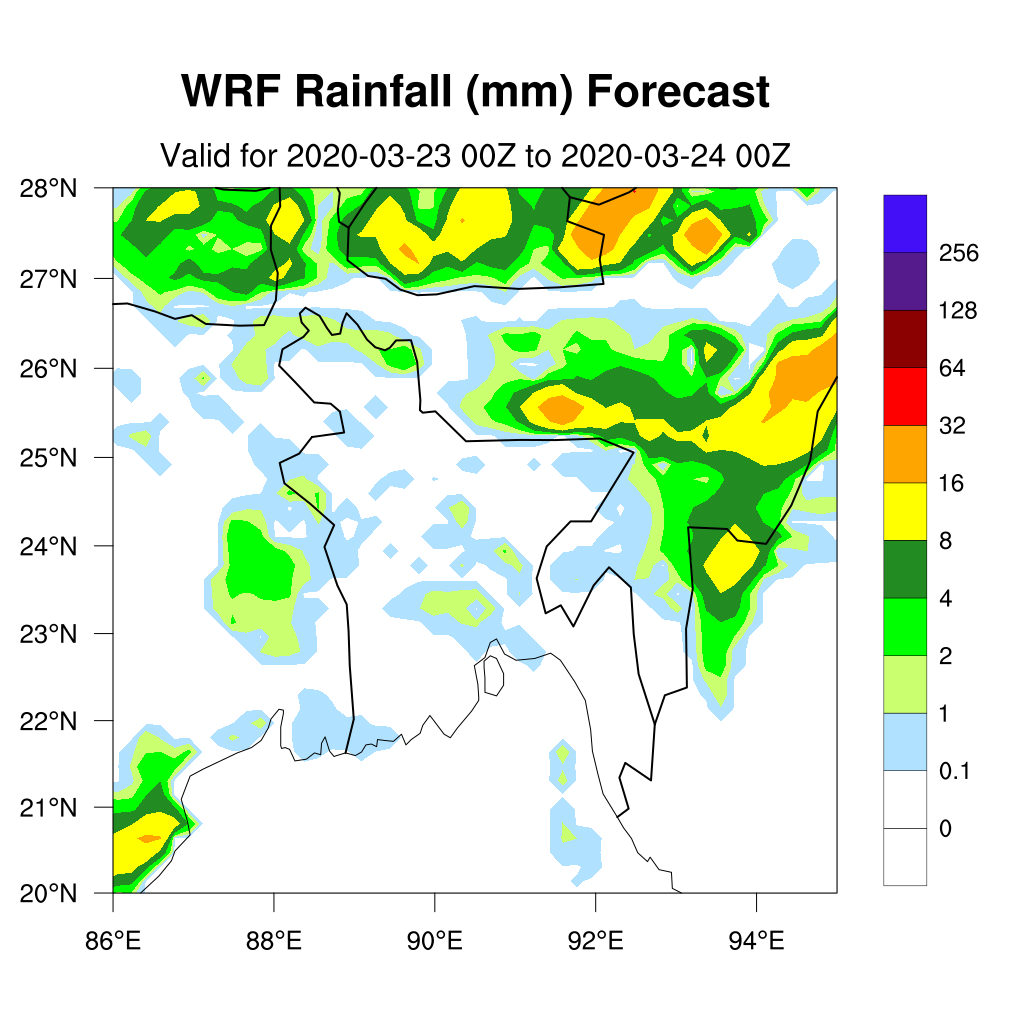 WRF Rainfall (mm) Forecast
Valid for 2020-03-23 00Z to 2020-03-24 00Z
28°N
27°N
26°N
25°N
24°N
23°N
22°N
21°N
20°N
86°E
88°E
90°E
92°E
94°E
256
128
64
32
16
8
4
2
1
0.1
0